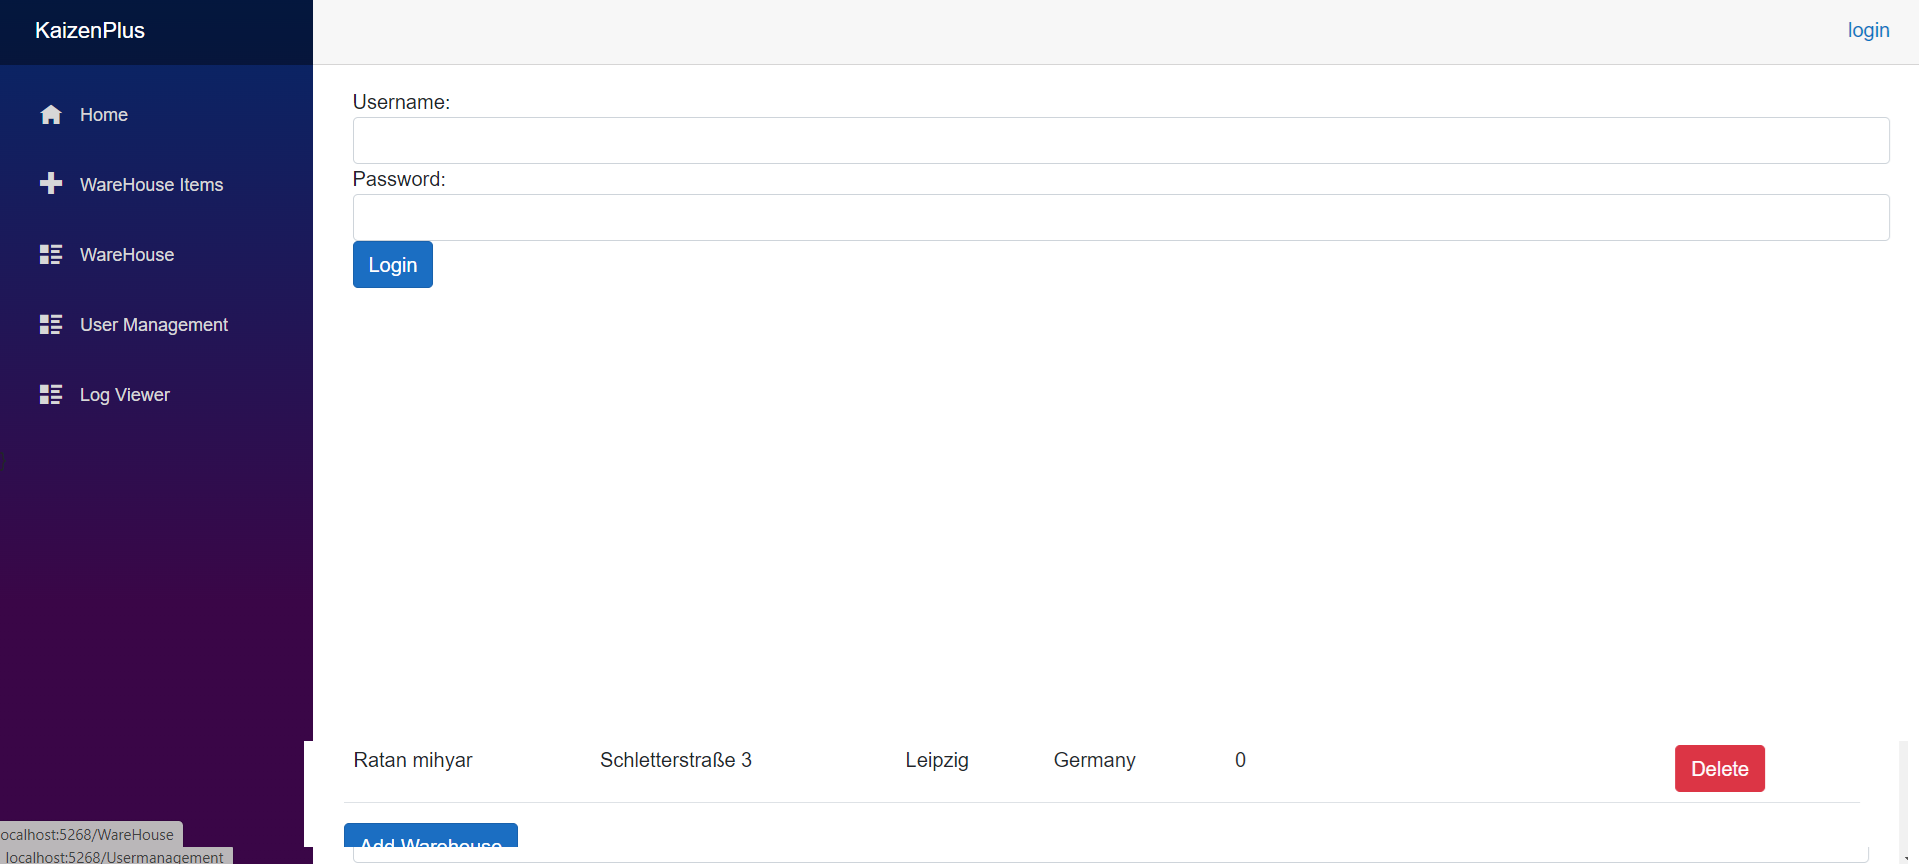 KaizenPlus
login
Home
WareHouse Items
WareHouse
User Management
Log Viewer
Username:
Password:
Login
Ratan mihyar Schletterstraße 3 Leipzig Germany 0 Delete
Add Warehouse
ocalhost:5268/WareHouse
localhost:5268/Usermanagement